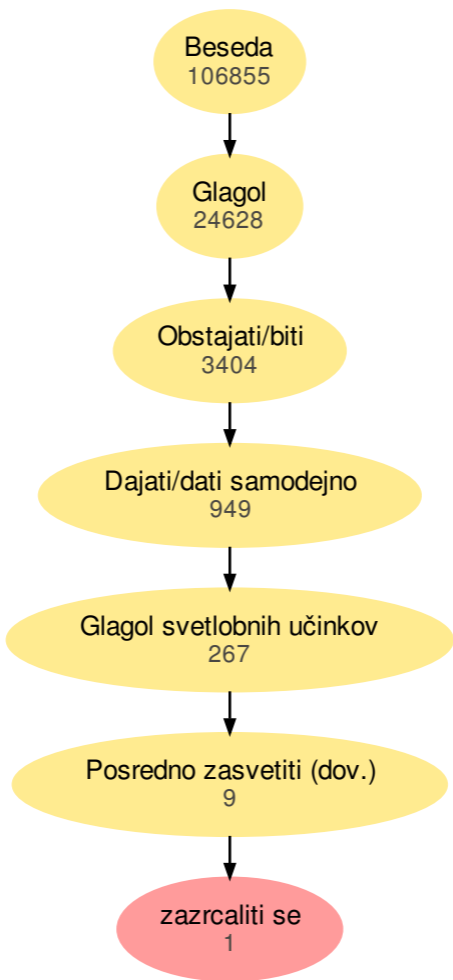 Beseda
106855
Glagol
24628
Obstajati/biti
3404
Dajati/dati samodejno
949
Glagol svetlobnih učinkov
267
Posredno zasvetiti (dov.)
9
zazrcaliti se
1